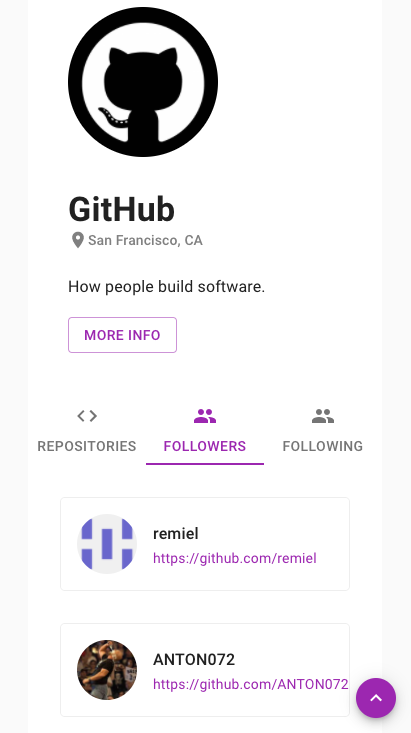 GitHub
San Francisco, CA
How people build software.
MORE INFO
REPOSITORIES
FOLLOWERS
FOLLOWING
remiel
https://github.com/remiel
ANTON072
https://github.com/ANTON072